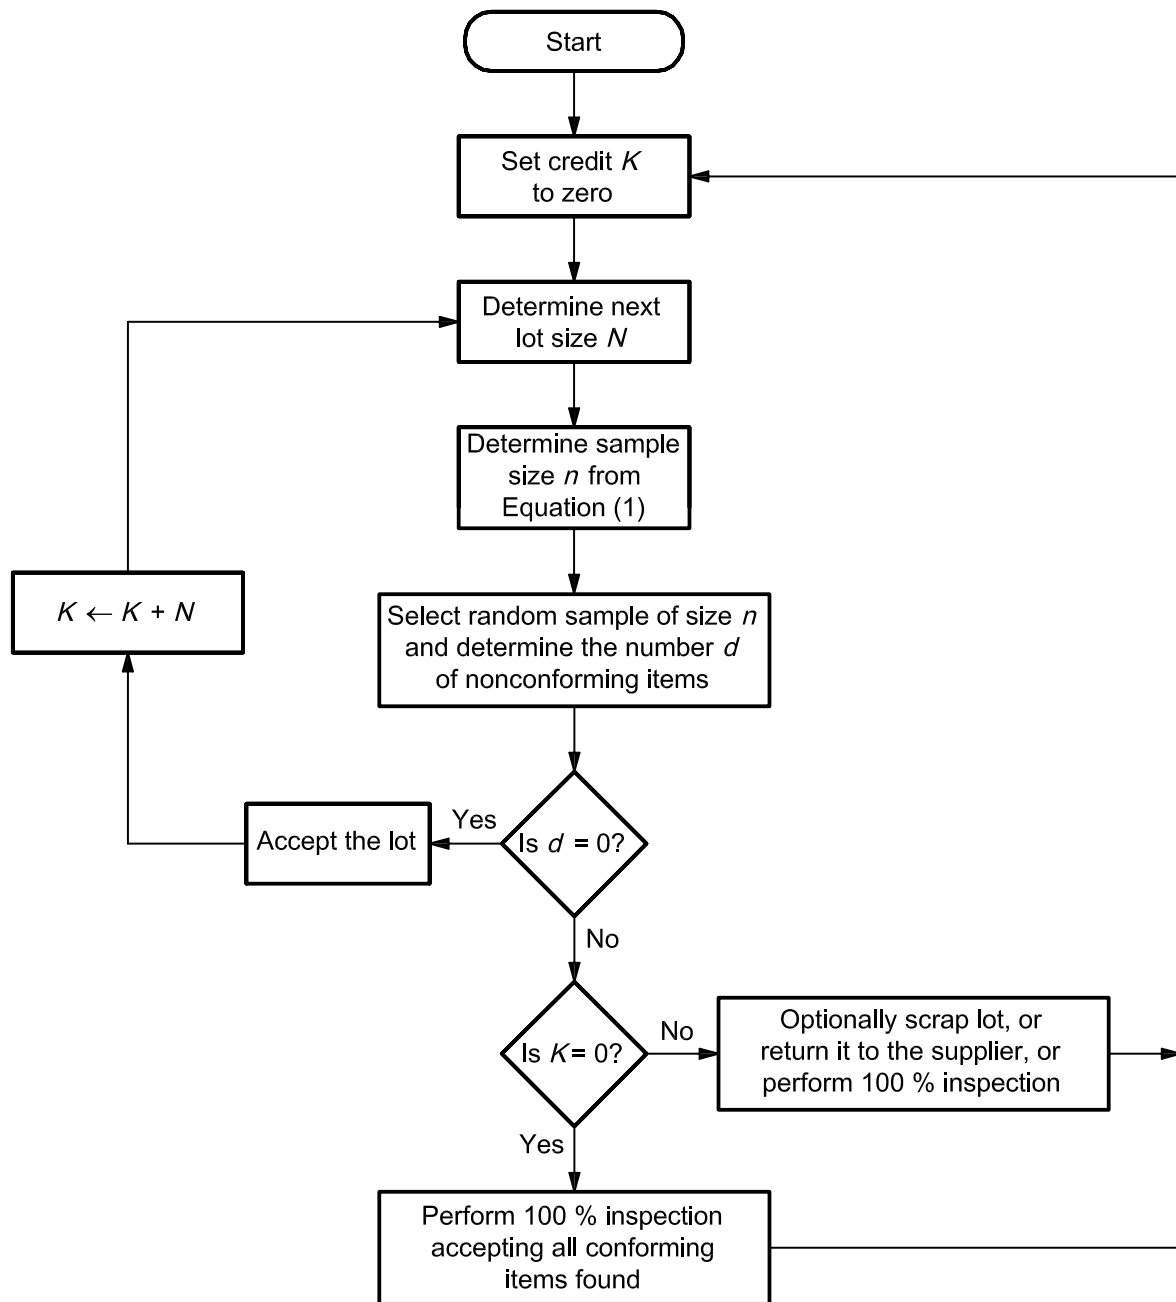 Start
Set credit K
to zero
Determine next
lot size N
Determine sample
size n from
Equation (1)
K ← K + N
Select random sample of size n
and determine the number d
of nonconforming items
Accept the lot
Yes
Is d = 0?
No
Is K = 0?
No
Optionally scrap lot, or
return it to the supplier, or
perform 100 % inspection
Yes
Perform 100 % inspection
accepting all conforming
items found